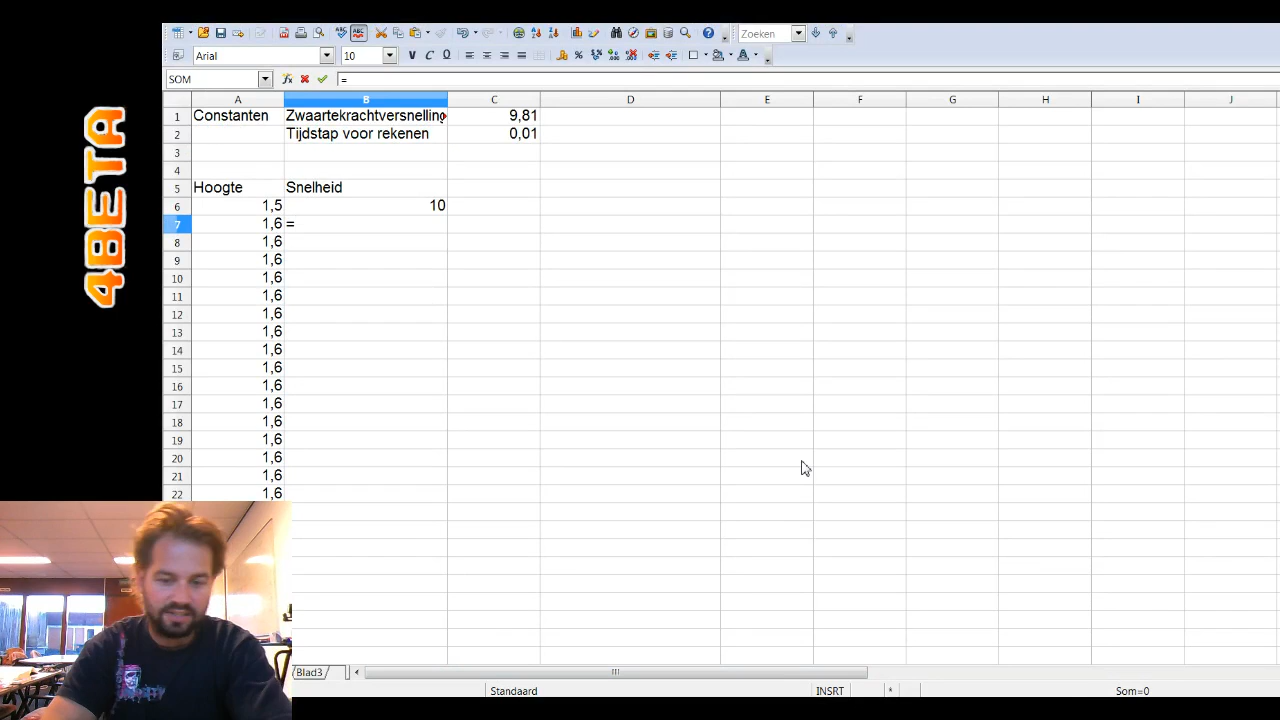 Zoeken
Arial 10 V C O
SOM =
A B C D E F G H I J
1 Constanten Zwaartekrachtversnelling 9,81
2 Tijdstap voor rekenen 0,01
3
4
5 Hoogte Snelheid
6 1,5 10
7 1,6 =
8 1,6
9 1,6
10 1,6
11 1,6
12 1,6
13 1,6
14 1,6
15 1,6
16 1,6
17 1,6
18 1,6
19 1,6
20 1,6
21 1,6
22 1,6
Blad3
Standaard INSRT * Som=0
4BETA